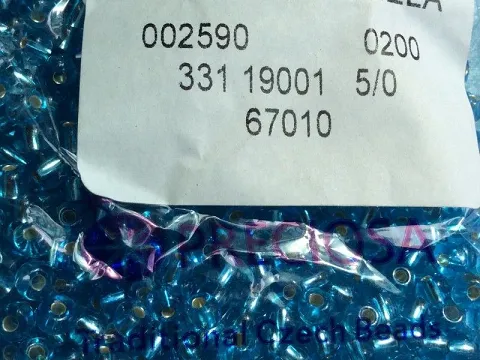 002590 0200
331 19001 5/0
67010
PRECIOSA
Traditional Czech Beads